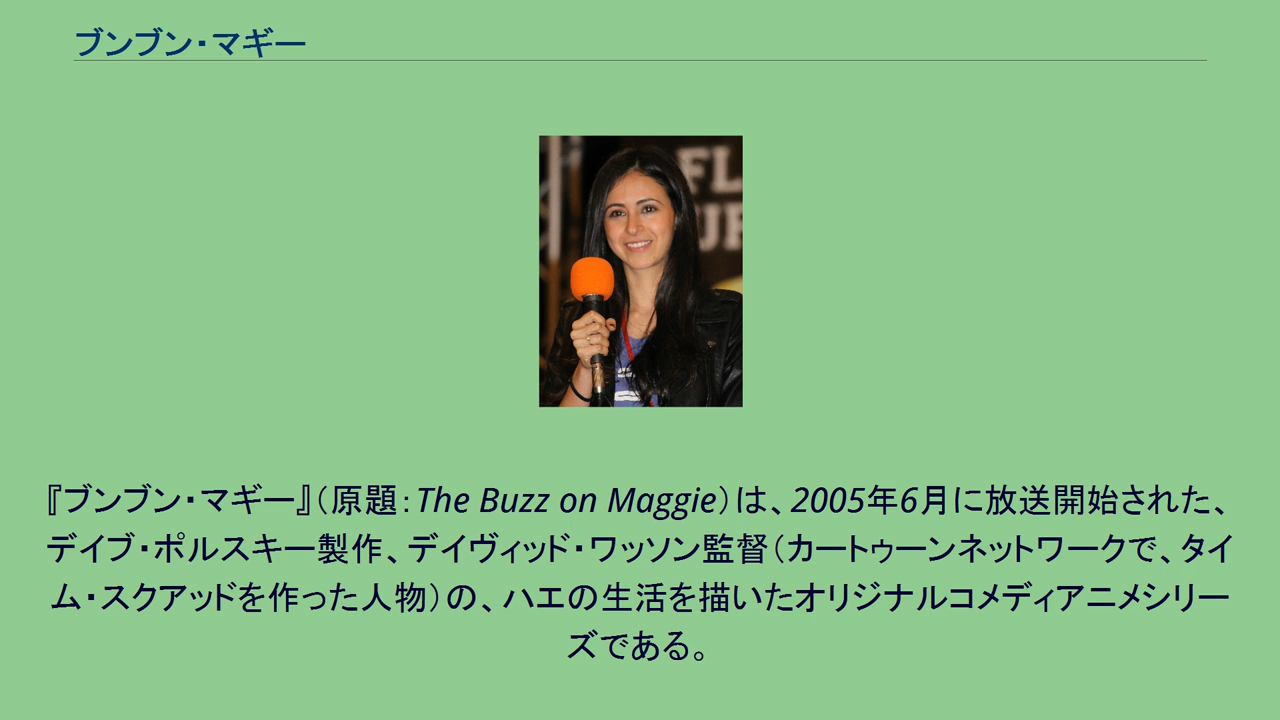 ブンブン・マギー
FL
UP
『ブンブン・マギー』（原題：The Buzz on Maggie）は、2005年6月に放送開始された、
デイブ・ポルスキー製作、デイヴィッド・ワッソン監督（カートゥーンネットワークで、タイ
ム・スクアッドを作った人物）の、ハエの生活を描いたオリジナルコメディアニメシリー
ズである。